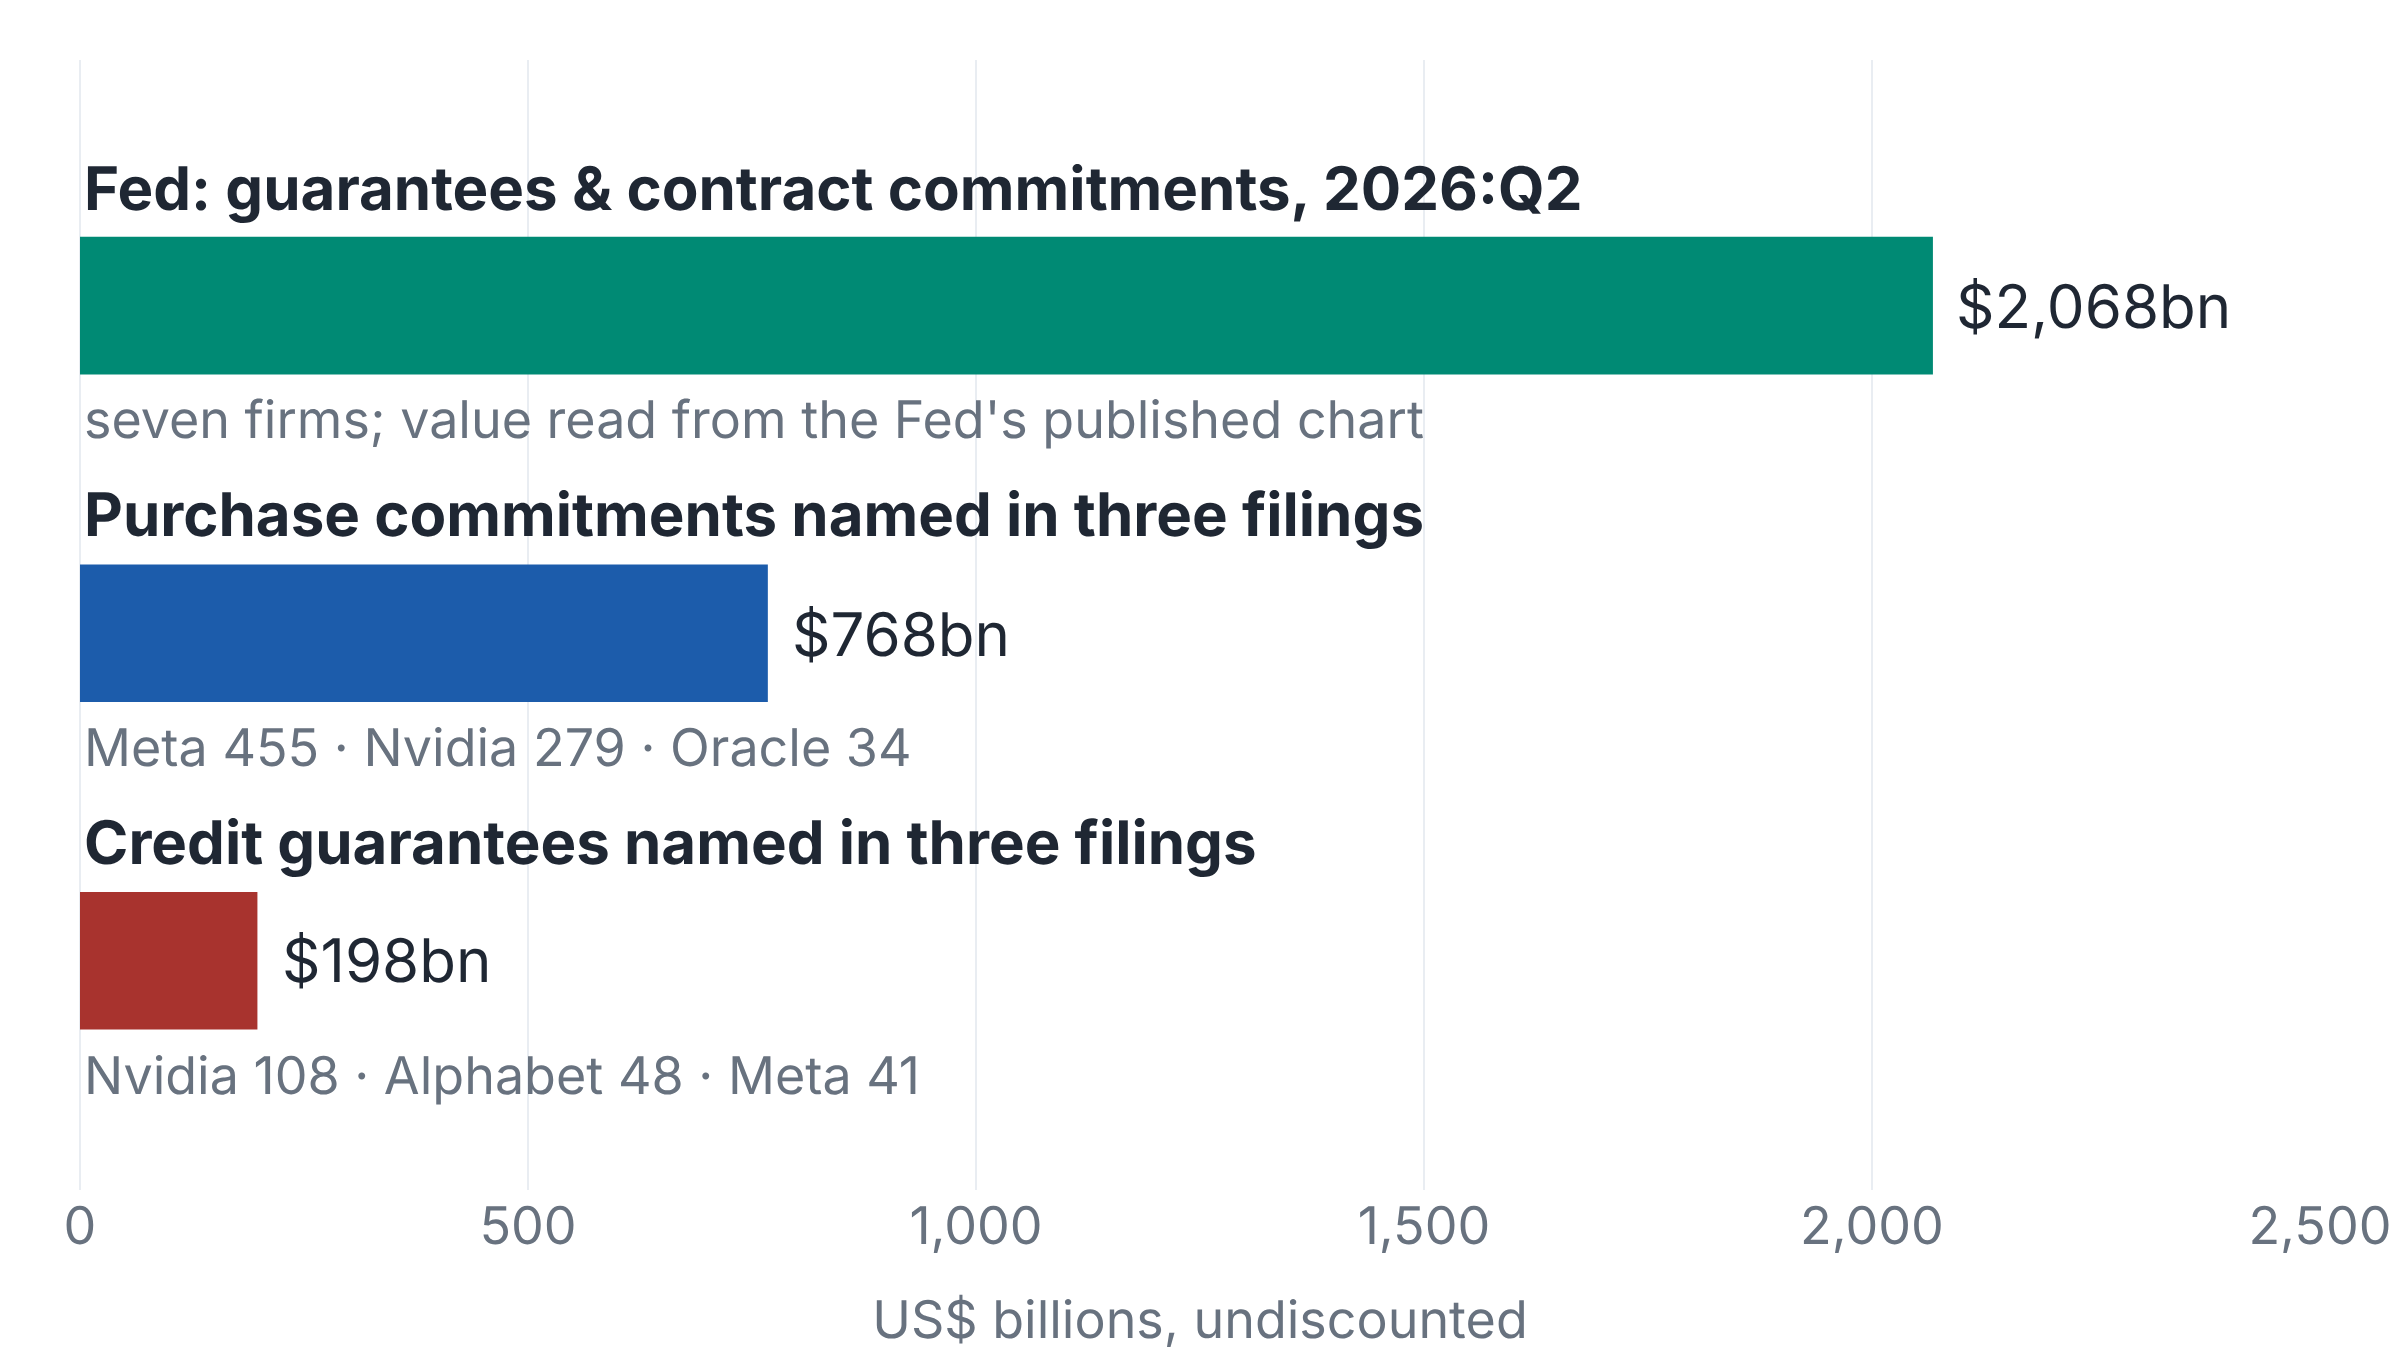 Fed: guarantees & contract commitments, 2026:Q2
$2,068bn
seven firms; value read from the Fed's published chart
Purchase commitments named in three filings
$768bn
Meta 455 · Nvidia 279 · Oracle 34
Credit guarantees named in three filings
$198bn
Nvidia 108 · Alphabet 48 · Meta 41
0 500 1,000 1,500 2,000 2,500
US$ billions, undiscounted